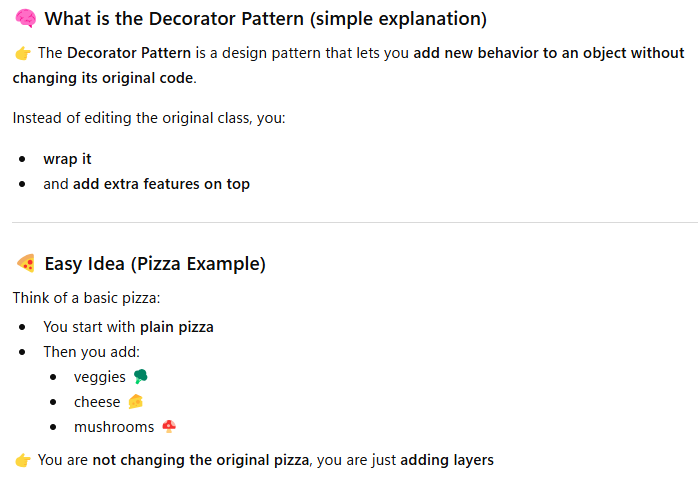 🧠 What is the Decorator Pattern (simple explanation)
👉 The Decorator Pattern is a design pattern that lets you add new behavior to an object without
changing its original code.
Instead of editing the original class, you:
• wrap it
• and add extra features on top
🍕 Easy Idea (Pizza Example)
Think of a basic pizza:
• You start with plain pizza
• Then you add:
• veggies 🥦
• cheese 🧀
• mushrooms 🍄
👉 You are not changing the original pizza, you are just adding layers